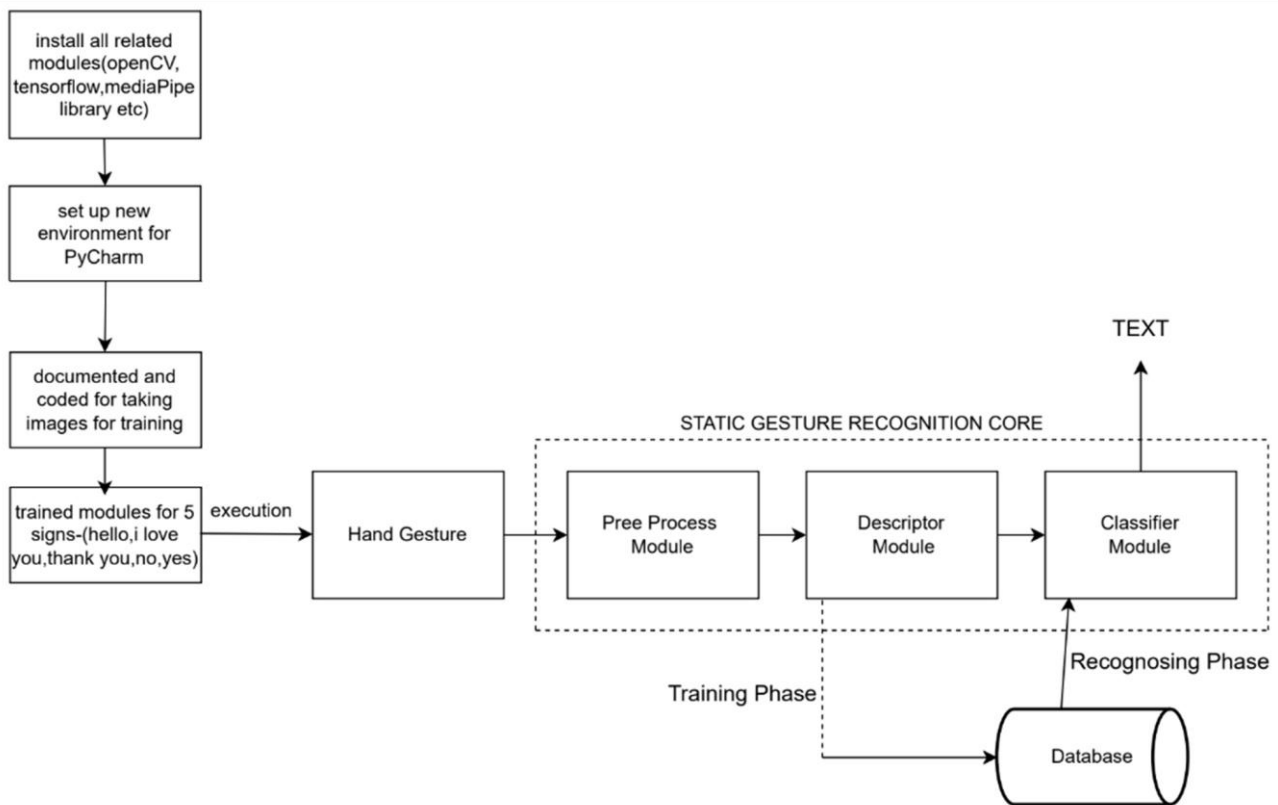 install all related
modules(openCV,
tensorflow,mediaPipe
library etc)
set up new
environment for
PyCharm
documented and
coded for taking
images for training
trained modules for 5
signs-(hello,i love
you,thank you,no,yes)
execution
Hand Gesture
STATIC GESTURE RECOGNITION CORE
Pree Process
Module
Descriptor
Module
Classifier
Module
TEXT
Training Phase
Recognosing Phase
Database